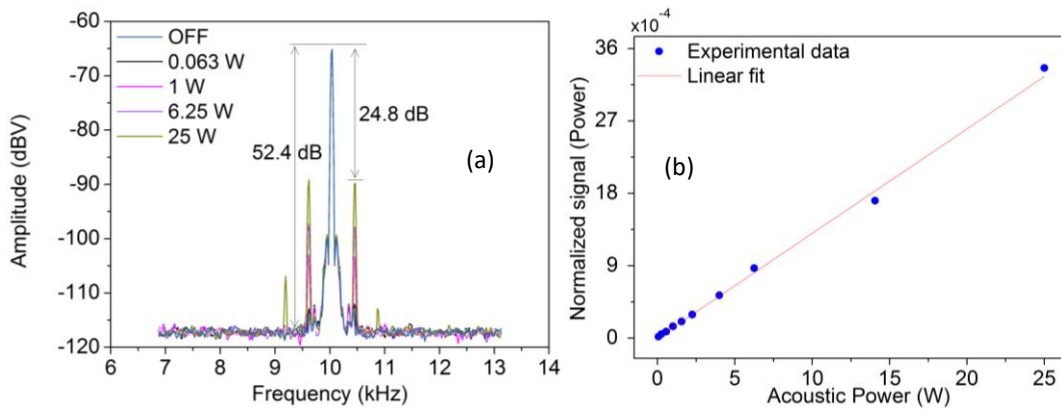 -60
-70
-80
-90
-100
-110
-120
Amplitude (dBV)
OFF
0.063 W
1 W
6.25 W
25 W
52.4 dB
24.8 dB
(a)
6 7 8 9 10 11 12 13 14
Frequency (kHz)
x10⁻⁴
36
27
18
9
0
Normalized signal (Power)
Experimental data
Linear fit
(b)
0 5 10 15 20 25
Acoustic Power (W)